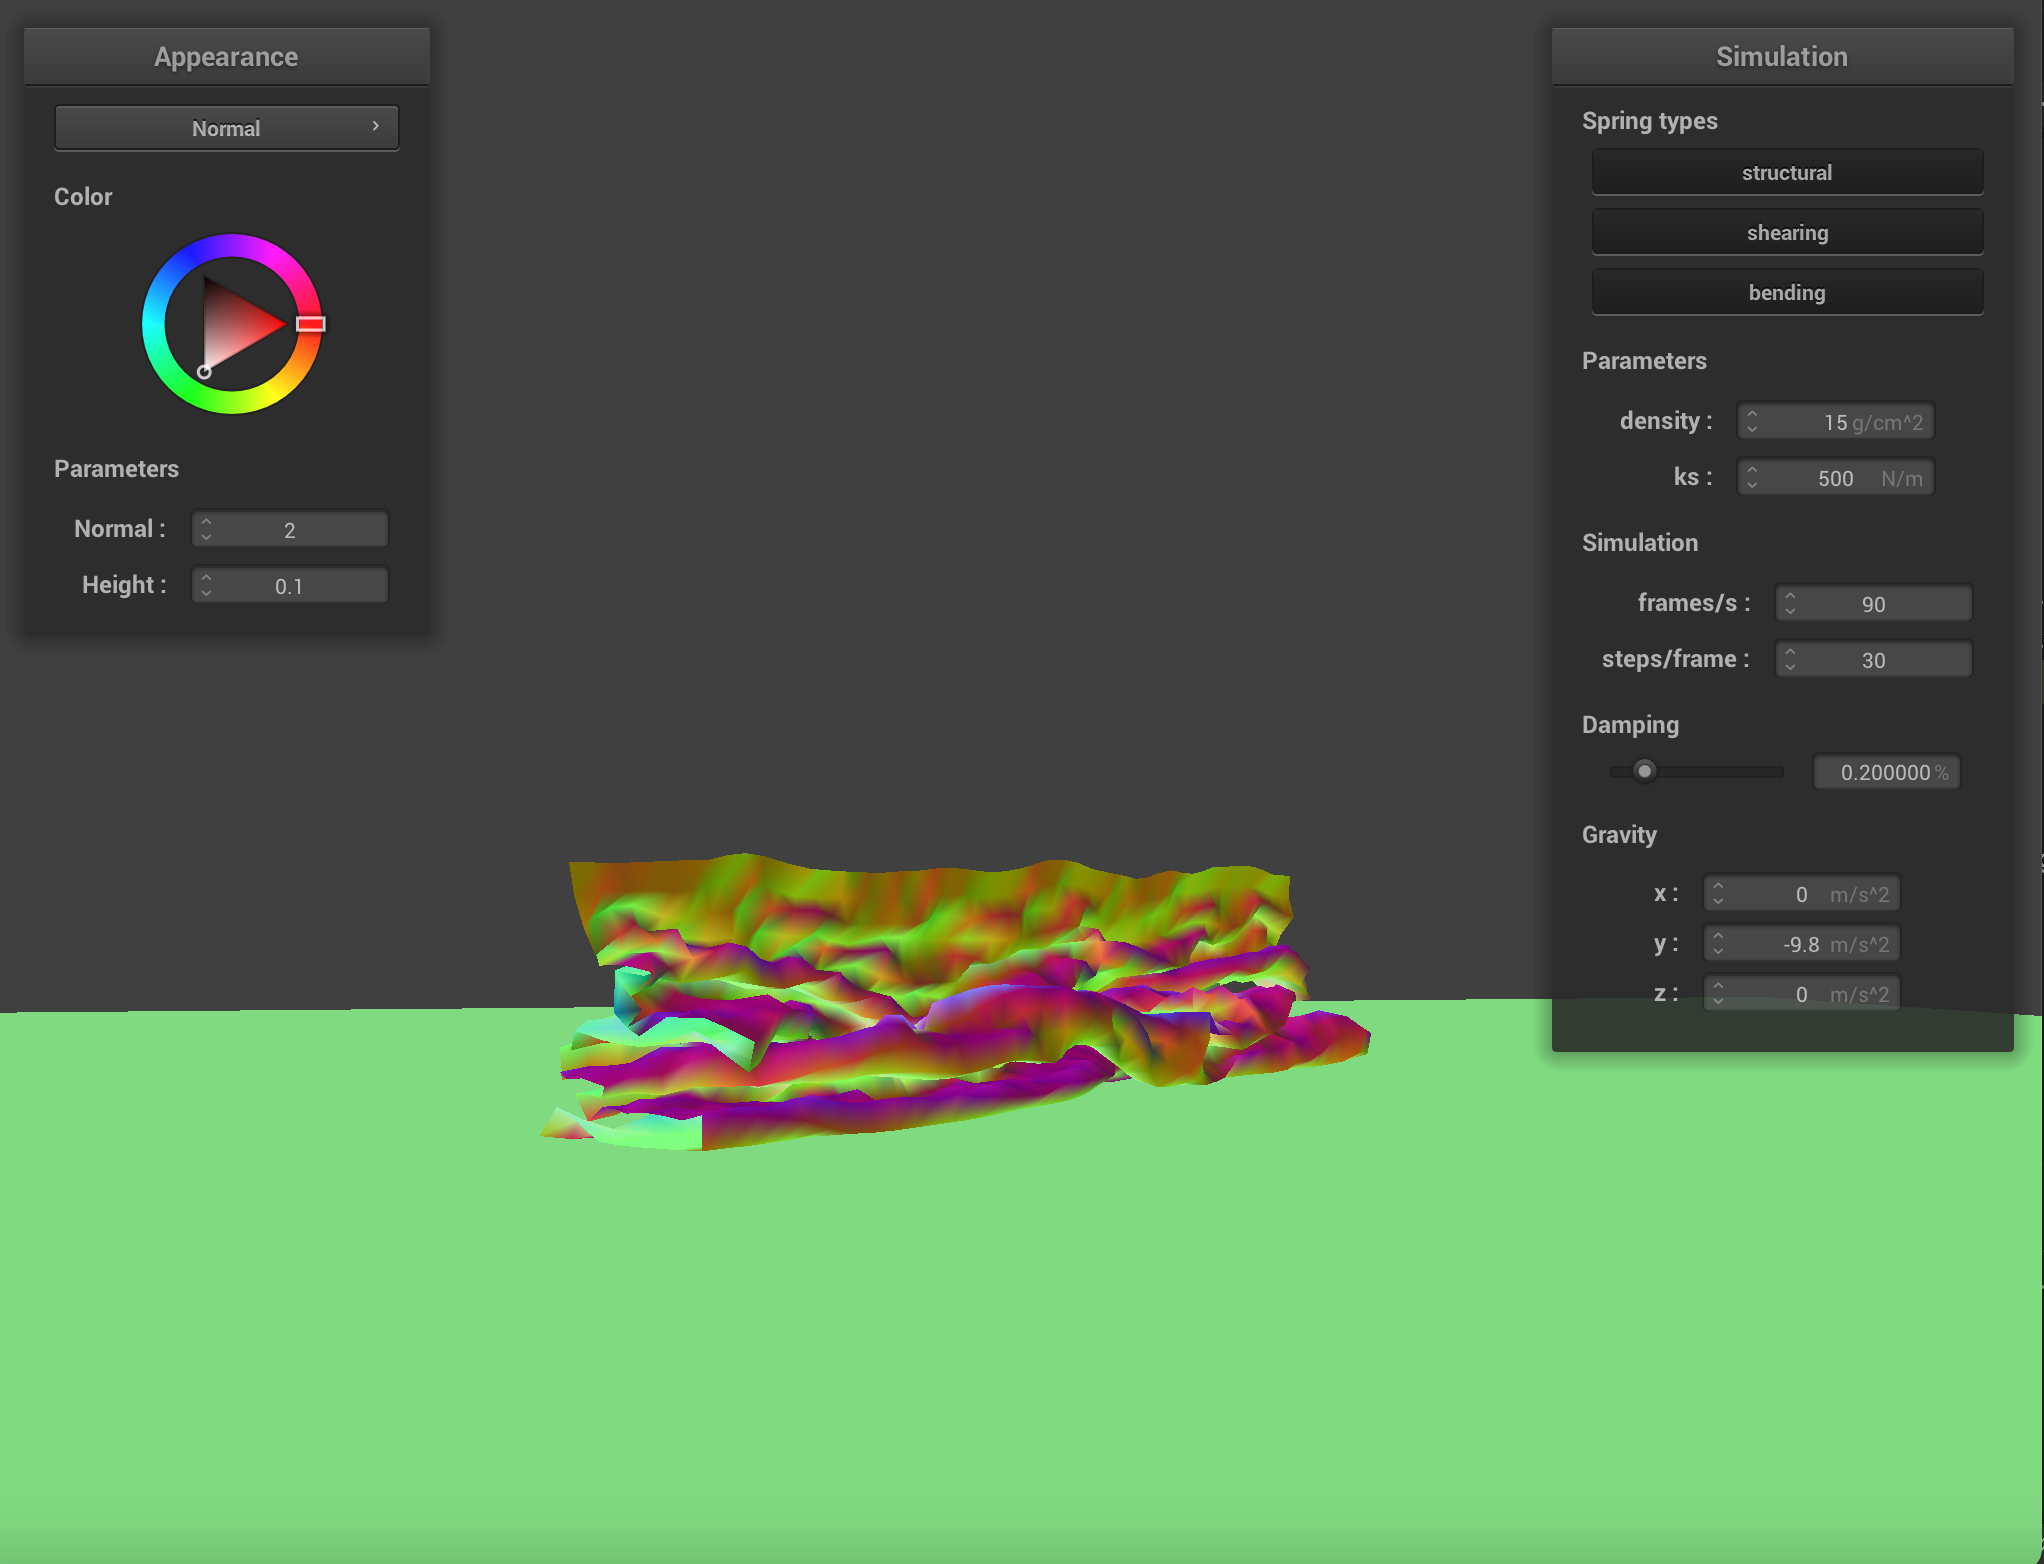 Appearance
Normal
Color
Parameters
Normal : 2
Height : 0.1
Simulation
Spring types
structural
shearing
bending
Parameters
density : 15 g/cm^2
ks : 500 N/m
Simulation
frames/s : 90
steps/frame : 30
Damping
0.200000 %
Gravity
x : 0 m/s^2
y : -9.8 m/s^2
z : 0 m/s^2